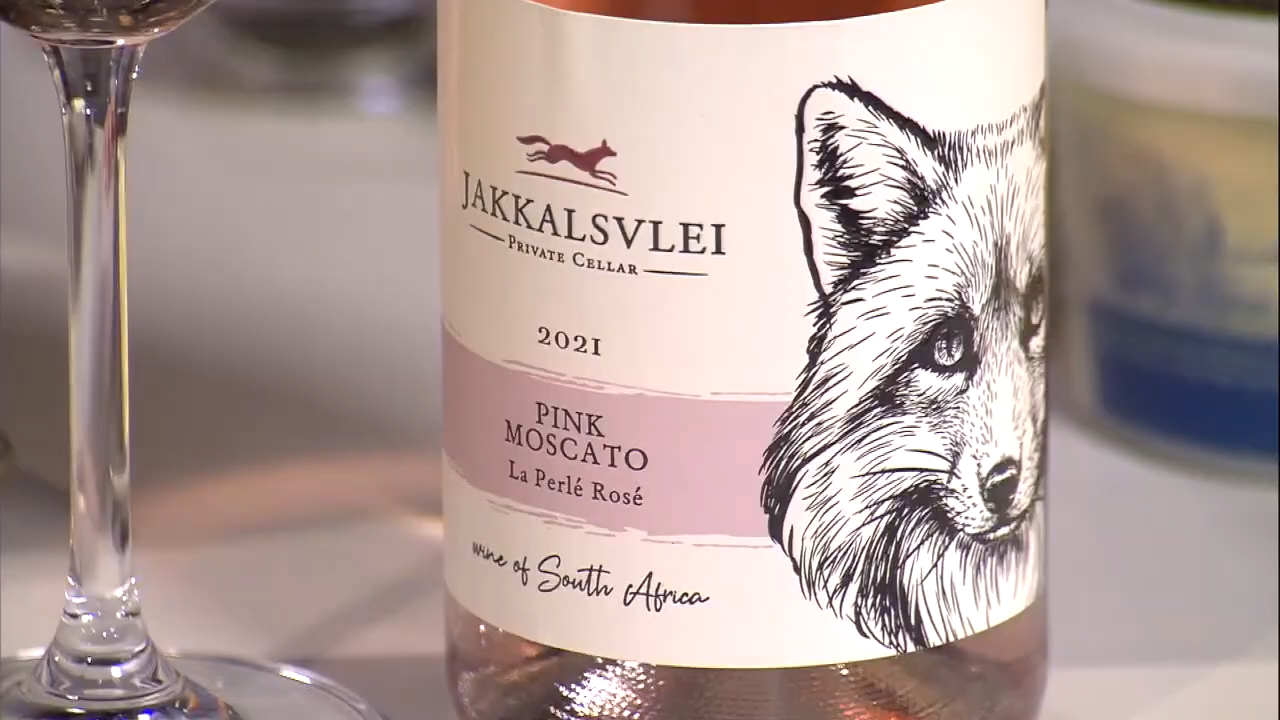 JAKKALSVLEI
PRIVATE CELLAR
2021
PINK
MOSCATO
La Perlé Rosé
wine of South Africa